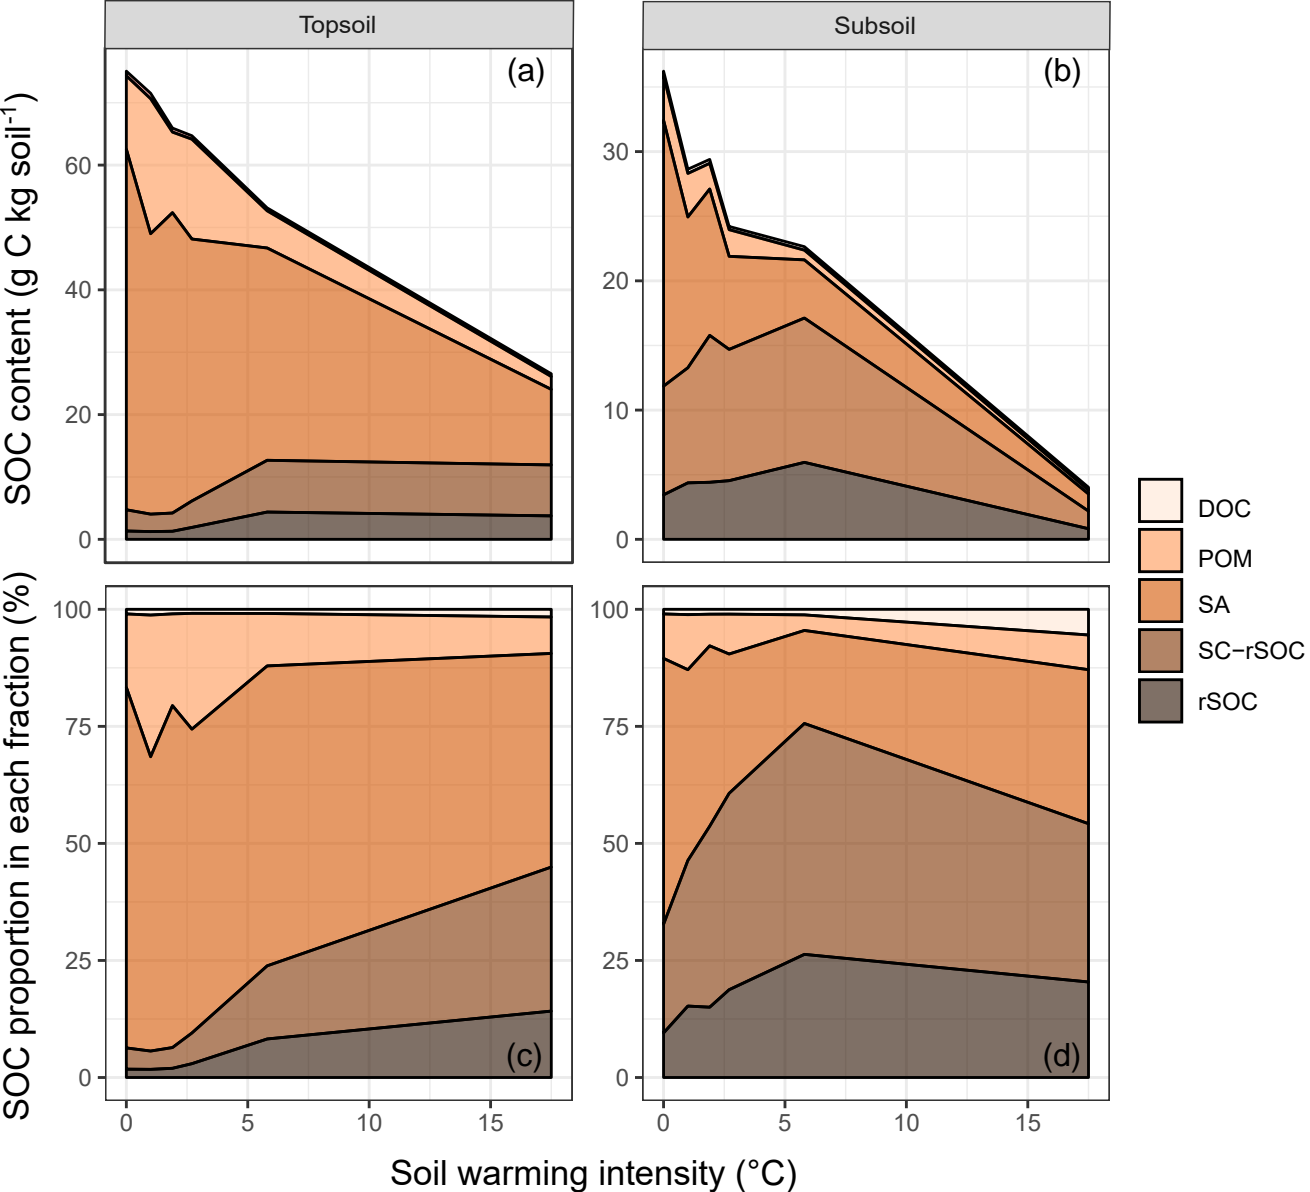 Topsoil
Subsoil
(a)
(b)
SOC content (g C kg soil⁻¹)
60
40
20
0
30
20
10
0
DOC
POM
SA
SC−rSOC
rSOC
SOC proportion in each fraction (%)
100
75
50
25
0
100
75
50
25
0
(c)
(d)
0
5
10
15
0
5
10
15
Soil warming intensity (°C)